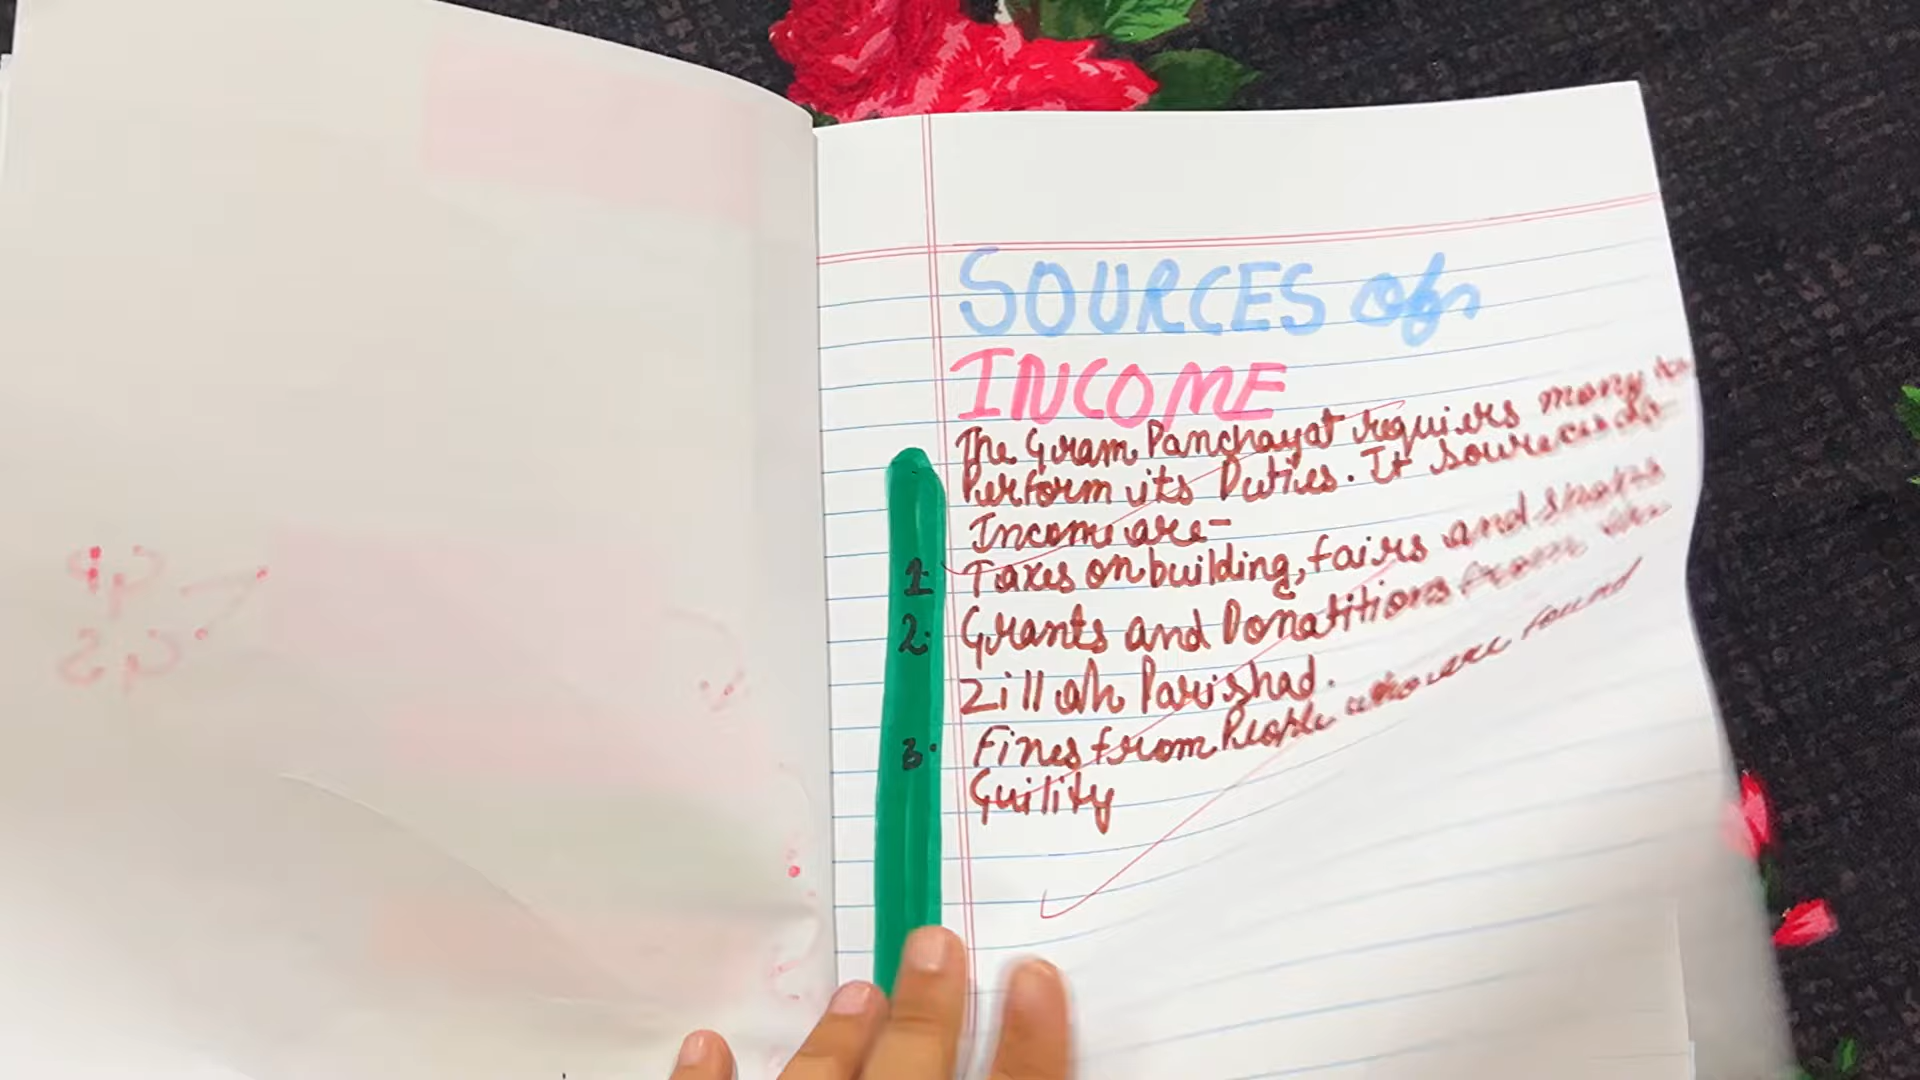 SOURCES of
INCOME
The Gram Panchayat requiers mony to
Perform its Duties. It sources of
Income are-
1. Taxes on building, fairs and shops
2. Grants and Donatitions from the
Zillah Parishad.
3. Fines from People who are found
Guility